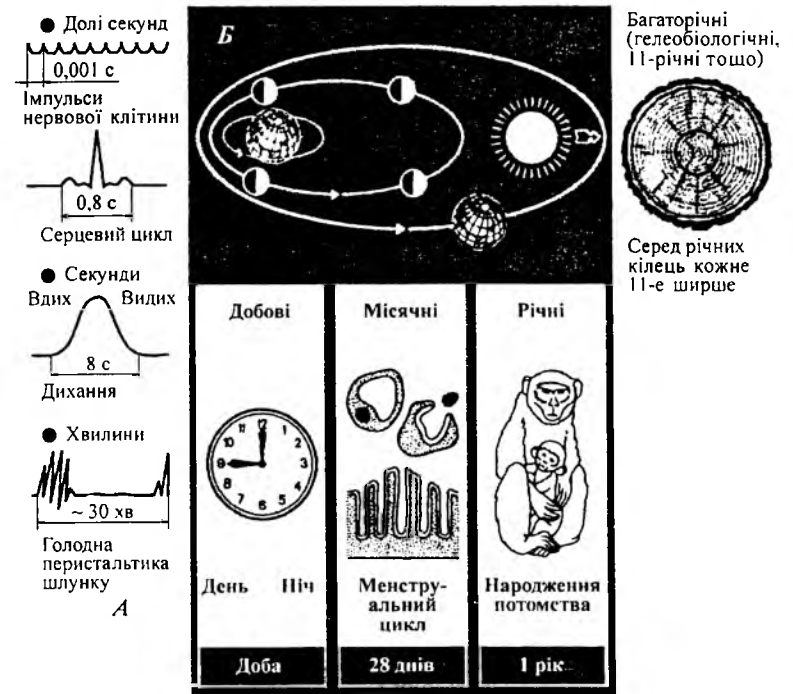 ● Долі секунд
0,001 с
Імпульси
нервової клітини
0,8 с
Серцевий цикл
● Секунди
Вдих Видих
8 с
Дихання
● Хвилини
~ 30 хв
Голодна
перистальтика
шлунку
А
Б
Добові
12
1
2
3
4
5
6
7
8
9
10
11
День Ніч
Доба
Місячні
Менстру-
альний
цикл
28 днів
Річні
Народження
потомства
1 рік
Багаторічні
(гелеобіологічні,
11-річні тощо)
Серед річних
кілець кожне
11-е ширше